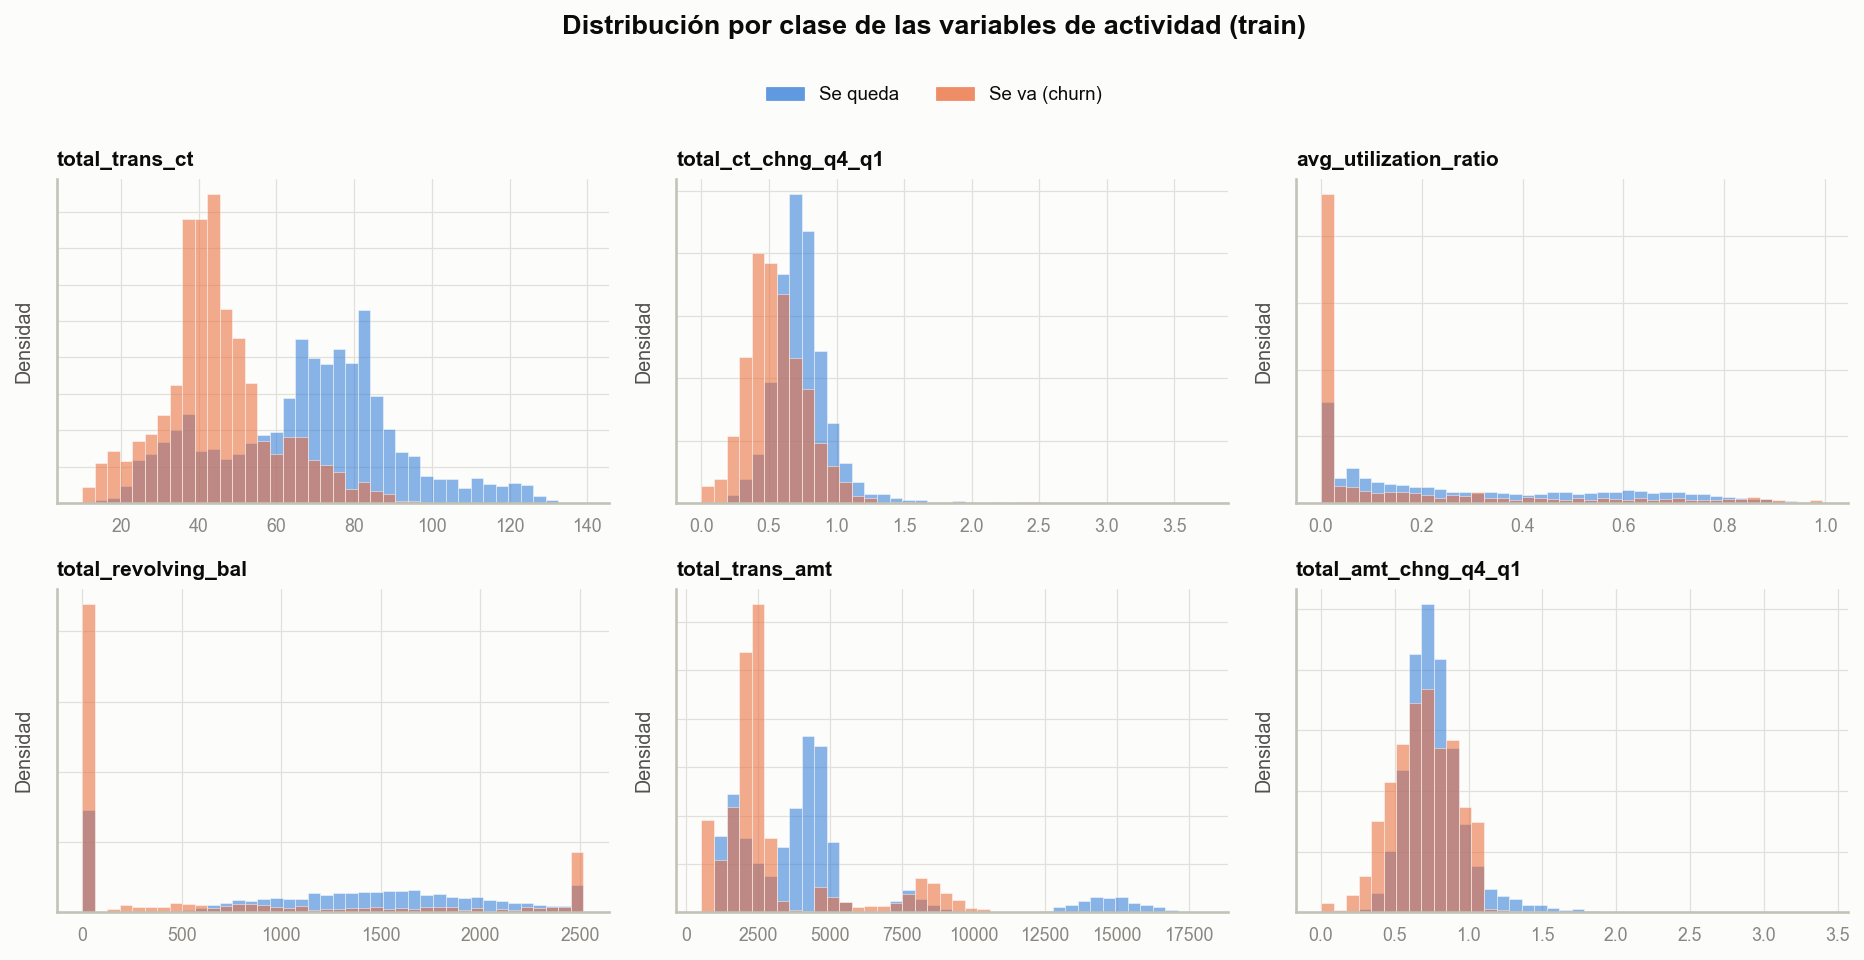 Distribución por clase de las variables de actividad (train)
Se queda Se va (churn)
total_trans_ct total_ct_chng_q4_q1 avg_utilization_ratio
Densidad Densidad Densidad
20 40 60 80 100 120 140 0.0 0.5 1.0 1.5 2.0 2.5 3.0 3.5 0.0 0.2 0.4 0.6 0.8 1.0
total_revolving_bal total_trans_amt total_amt_chng_q4_q1
Densidad Densidad Densidad
0 500 1000 1500 2000 2500 0 2500 5000 7500 10000 12500 15000 17500 0.0 0.5 1.0 1.5 2.0 2.5 3.0 3.5